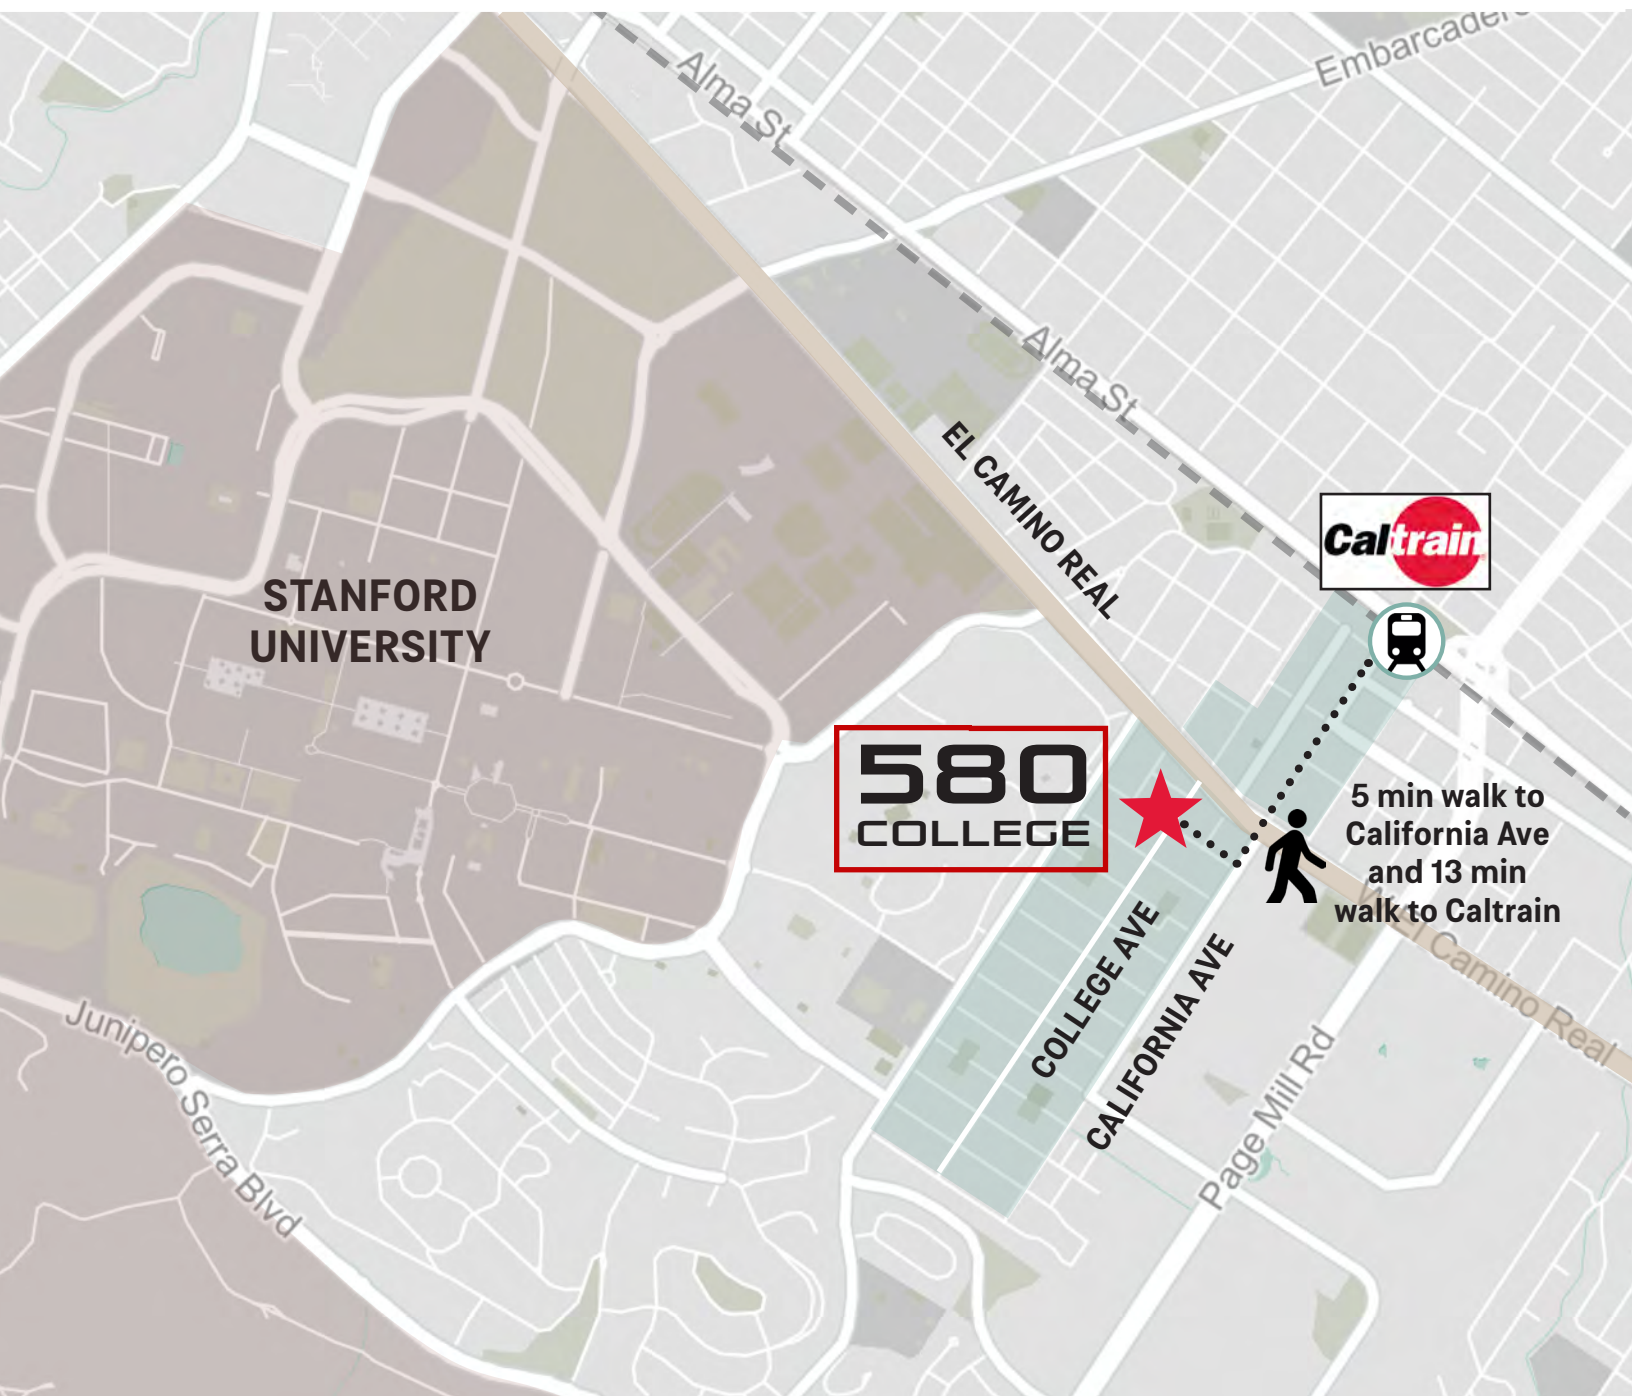 Embarcadero
Alma St
Alma St
EL CAMINO REAL
Caltrain
STANFORD
UNIVERSITY
580
COLLEGE
5 min walk to
California Ave
and 13 min
walk to Caltrain
W El Camino Real
COLLEGE AVE
CALIFORNIA AVE
Page Mill Rd
Junipero Serra Blvd